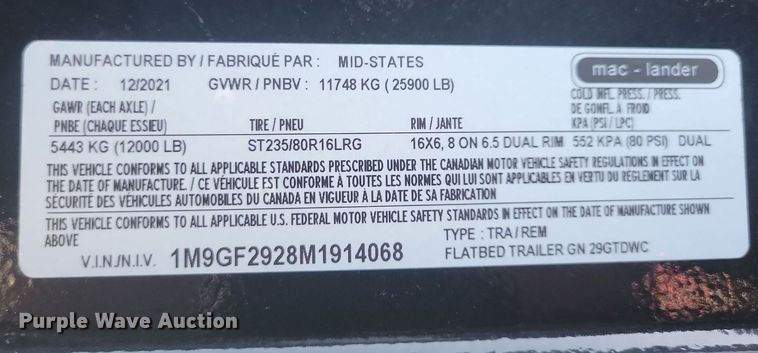 MANUFACTURED BY / FABRIQUÉ PAR : MID-STATES
mac - lander
DATE : 12/2021 GVWR / PNBV : 11748 KG ( 25900 LB)
COLD INFL. PRESS. / PRESS.
DE GONFL. À FROID
KPA (PSI / LPC)
GAWR (EACH AXLE) /
PNBE (CHAQUE ESSIEU) TIRE / PNEU RIM / JANTE
5443 KG (12000 LB) ST235/80R16LRG 16X6, 8 ON 6.5 DUAL RIM 552 KPA (80 PSI) DUAL
THIS VEHICLE CONFORMS TO ALL APPLICABLE STANDARDS PRESCRIBED UNDER THE CANADIAN MOTOR VEHICLE SAFETY REGULATIONS IN EFFECT ON
THE DATE OF MANUFACTURE. / CE VÉHICULE EST CONFORME À TOUTES LES NORMES QUI LUI SONT APPLICABLES EN VERTU DU RÈGLEMENT SUR LA
SÉCURITÉ DES VÉHICULES AUTOMOBILES DU CANADA EN VIGUEUR À LA DATE DE SA FABRICATION
THIS VEHICLE CONFORMS TO ALL APPLICABLE U.S. FEDERAL MOTOR VEHICLE SAFETY STANDARDS IN EFFECT ON THE DATE OF MANUFACTURE SHOWN
ABOVE
TYPE : TRA / REM
V.I.N./N.I.V. 1M9GF2928M1914068 FLATBED TRAILER GN 29GTDWC
Purple Wave Auction